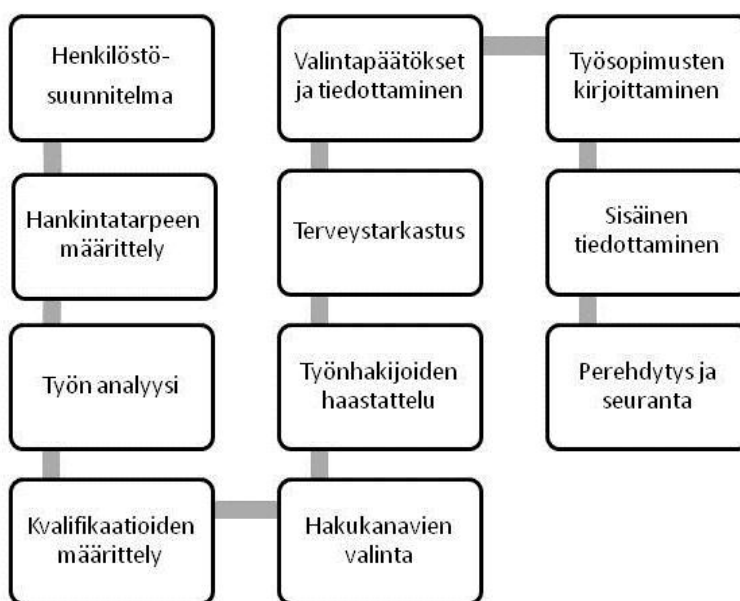 Henkilöstö-
suunnitelma
Hankintatarpeen
määrittely
Työn analyysi
Kvalifikaatioiden
määrittely
Hakukanavien
valinta
Työnhakijoiden
haastattelu
Terveystarkastus
Valintapäätökset
ja tiedottaminen
Työsopimusten
kirjoittaminen
Sisäinen
tiedottaminen
Perehdytys ja
seuranta